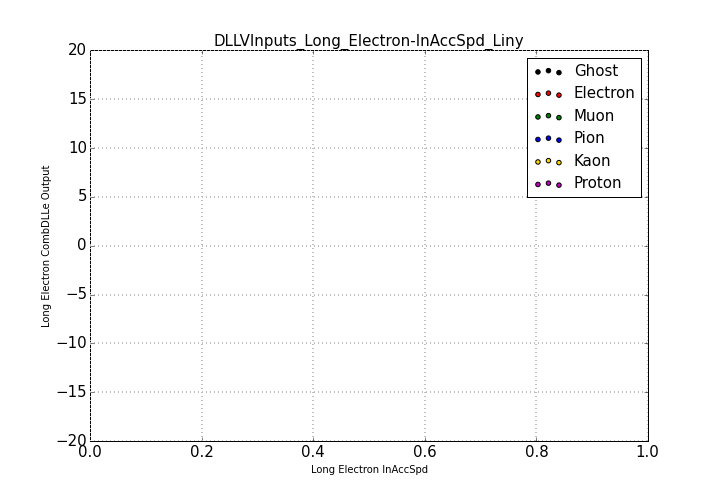 DLLVInputs_Long_Electron-InAccSpd_Liny
20
15
10
5
0
−5
−10
−15
−20
Long Electron CombDLLe Output
Ghost
Electron
Muon
Pion
Kaon
Proton
0.0 0.2 0.4 0.6 0.8 1.0
Long Electron InAccSpd